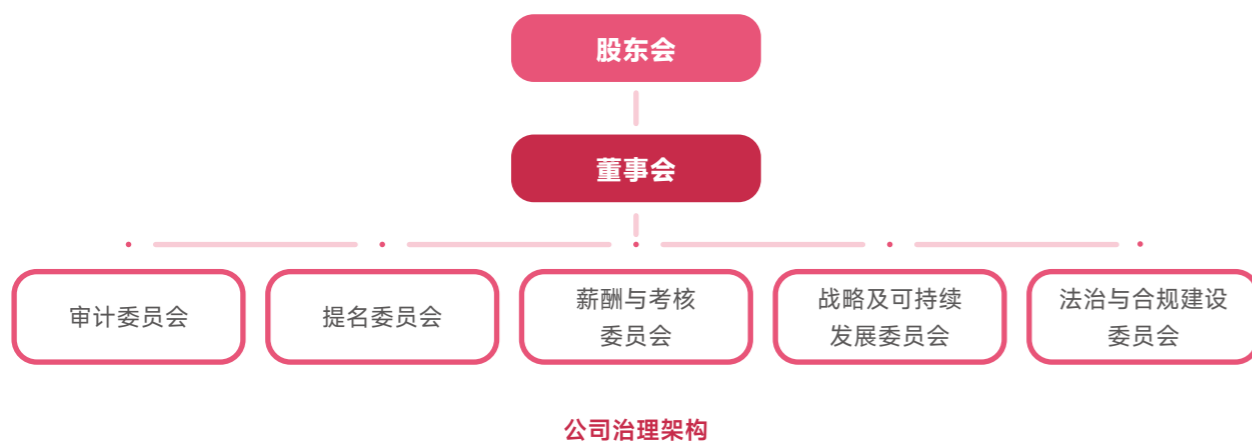 股东会
董事会
审计委员会
提名委员会
薪酬与考核
委员会
战略及可持续
发展委员会
法治与合规建设
委员会
公司治理架构